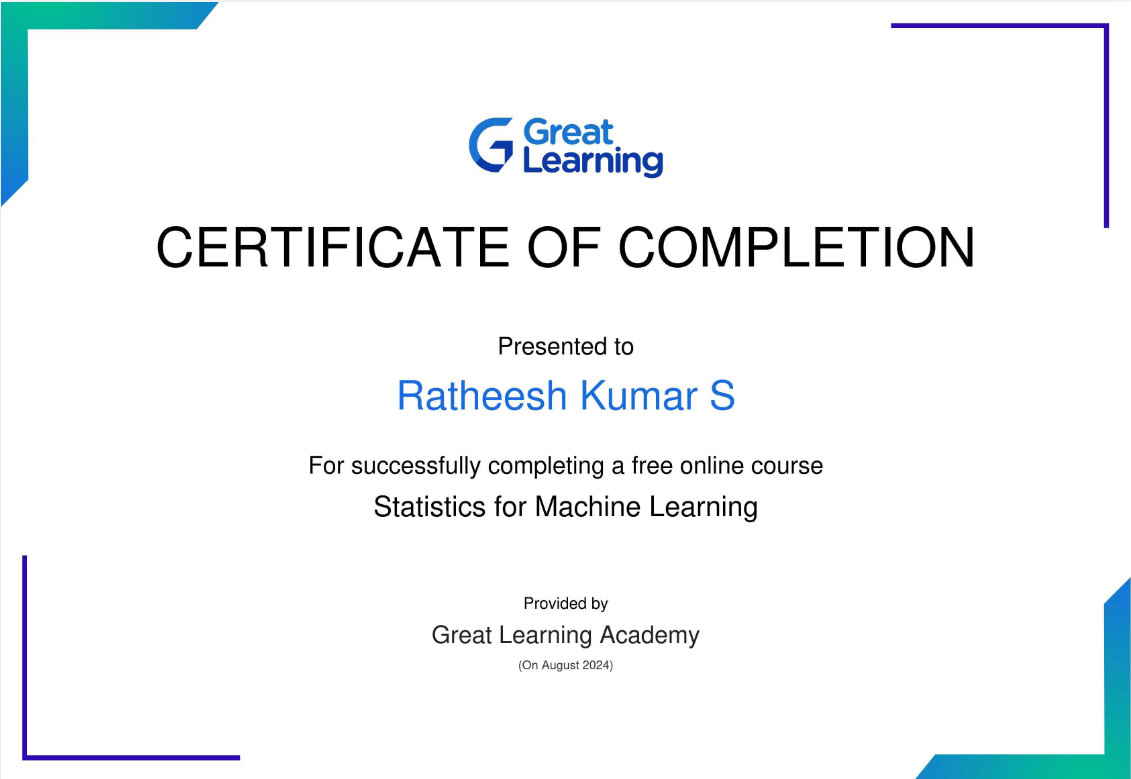 Great
Learning
CERTIFICATE OF COMPLETION
Presented to
Ratheesh Kumar S
For successfully completing a free online course
Statistics for Machine Learning
Provided by
Great Learning Academy
(On August 2024)